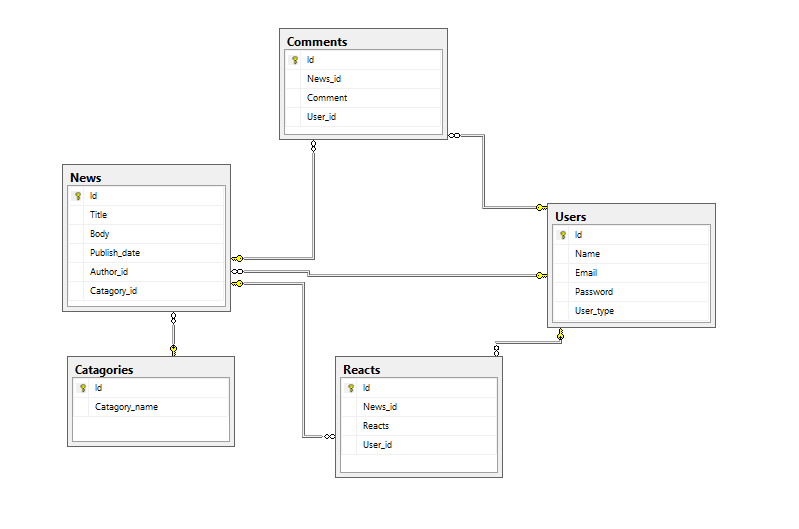 Comments
Id
News_id
Comment
User_id
News
Id
Title
Body
Publish_date
Author_id
Catagory_id
Users
Id
Name
Email
Password
User_type
Catagories
Id
Catagory_name
Reacts
Id
News_id
Reacts
User_id